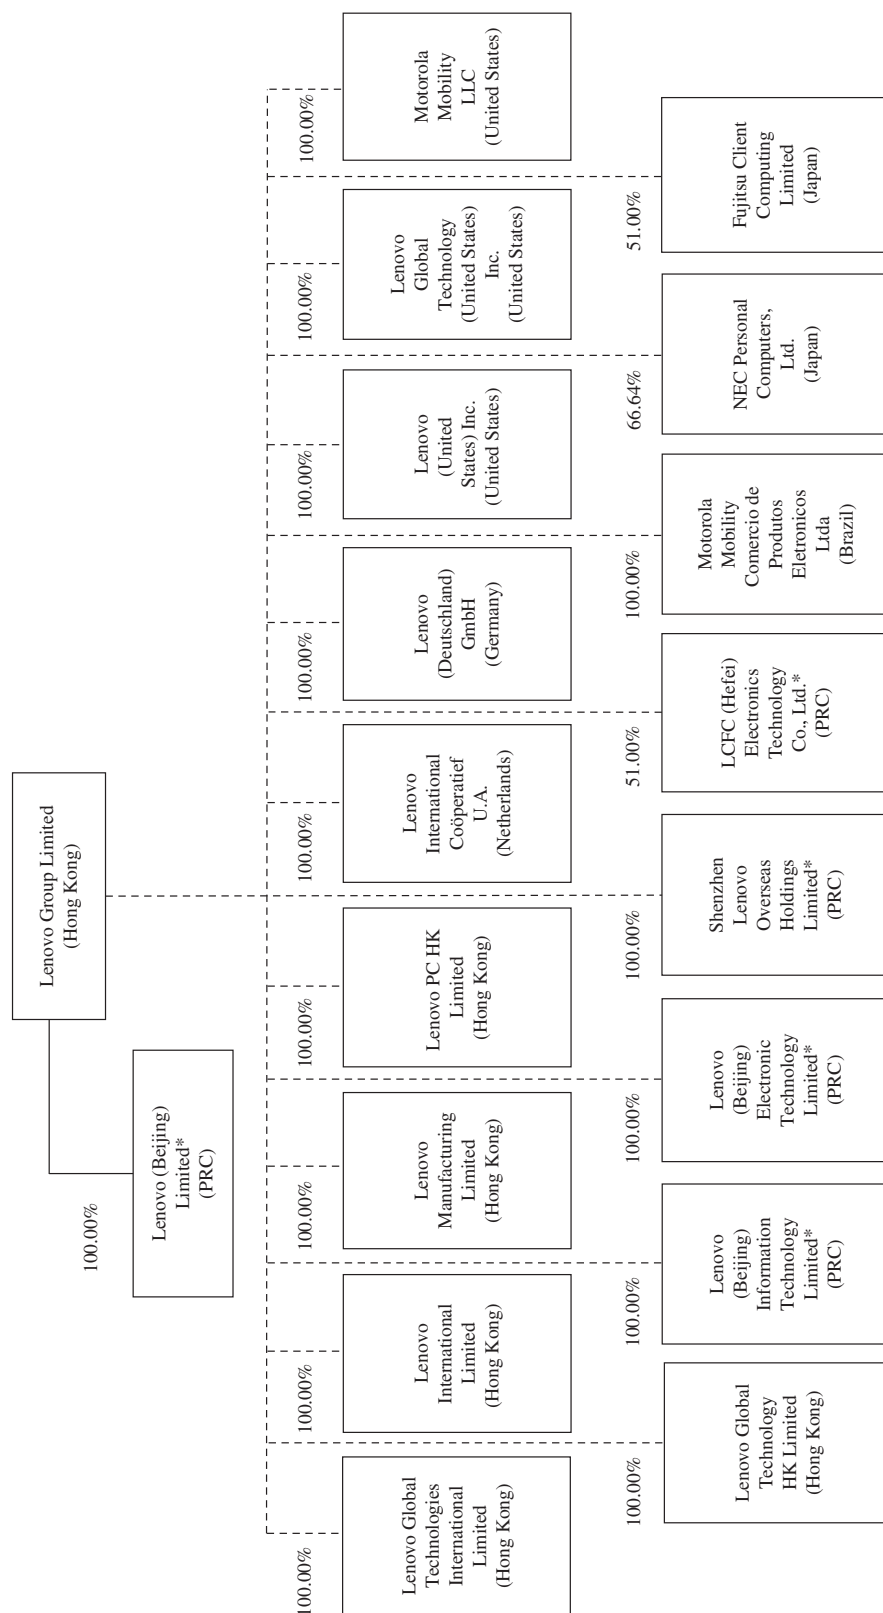 Lenovo Group Limited
(Hong Kong)
100.00%
Lenovo (Beijing)
Limited*
(PRC)
100.00%
Lenovo Global
Technologies
International
Limited
(Hong Kong)
100.00%
Lenovo
International
Limited
(Hong Kong)
100.00%
Lenovo
Manufacturing
Limited
(Hong Kong)
100.00%
Lenovo PC HK
Limited
(Hong Kong)
100.00%
Lenovo
International
Coöperatief
U.A.
(Netherlands)
100.00%
Lenovo
(Deutschland)
GmbH
(Germany)
100.00%
Lenovo
(United
States) Inc.
(United States)
100.00%
Lenovo
Global
Technology
(United States)
Inc.
(United States)
100.00%
Motorola
Mobility
LLC
(United States)
100.00%
Lenovo Global
Technology
HK Limited
(Hong Kong)
100.00%
Lenovo
(Beijing)
Information
Technology
Limited*
(PRC)
100.00%
Lenovo
(Beijing)
Electronic
Technology
Limited*
(PRC)
100.00%
Shenzhen
Lenovo
Overseas
Holdings
Limited*
(PRC)
51.00%
LCFC (Hefei)
Electronics
Technology
Co., Ltd.*
(PRC)
100.00%
Motorola
Mobility
Comercio de
Produtos
Eletronicos
Ltda
(Brazil)
66.64%
NEC Personal
Computers,
Ltd.
(Japan)
51.00%
Fujitsu Client
Computing
Limited
(Japan)